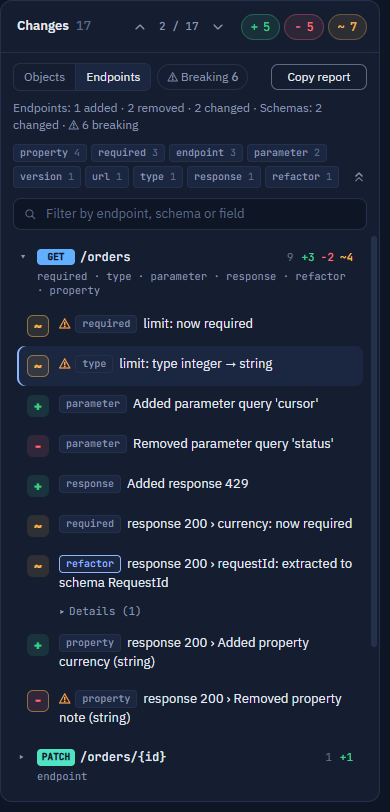 Changes 17 2 / 17 + 5 - 5 ~ 7
Objects Endpoints ⚠ Breaking 6 Copy report
Endpoints: 1 added · 2 removed · 2 changed · Schemas: 2
changed · ⚠ 6 breaking
property 4 required 3 endpoint 3 parameter 2
version 1 url 1 type 1 response 1 refactor 1
Filter by endpoint, schema or field
▾ GET /orders 9 +3 -2 ~4
required · type · parameter · response · refactor
· property
~ ⚠ required limit: now required
~ ⚠ type limit: type integer → string
+ parameter Added parameter query 'cursor'
- parameter Removed parameter query 'status'
+ response Added response 429
~ required response 200 › currency: now required
~ refactor response 200 › requestId: extracted to
schema RequestId
▸ Details (1)
+ property response 200 › Added property
currency (string)
- ⚠ property response 200 › Removed property
note (string)
▸ PATCH /orders/{id} 1 +1
endpoint